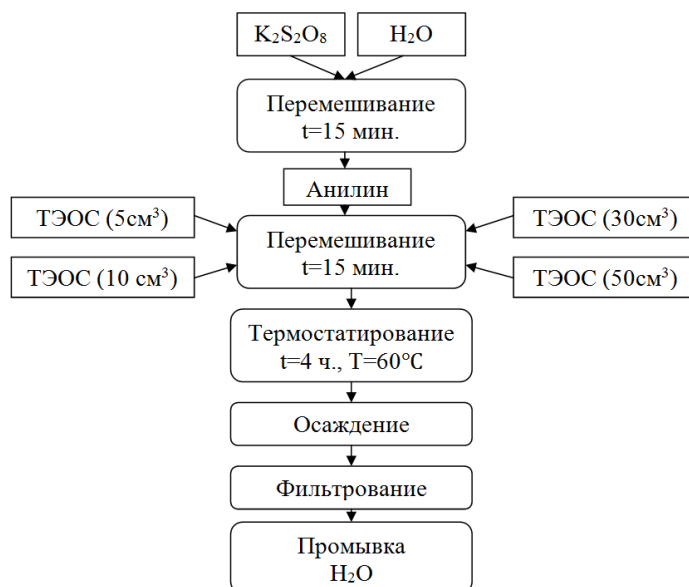 K₂S₂O₈
H₂O
Перемешивание
t=15 мин.
Анилин
ТЭОС (5см³)
ТЭОС (30см³)
Перемешивание
t=15 мин.
ТЭОС (10 см³)
ТЭОС (50см³)
Термостатирование
t=4 ч., T=60℃
Осаждение
Фильтрование
Промывка
H₂O